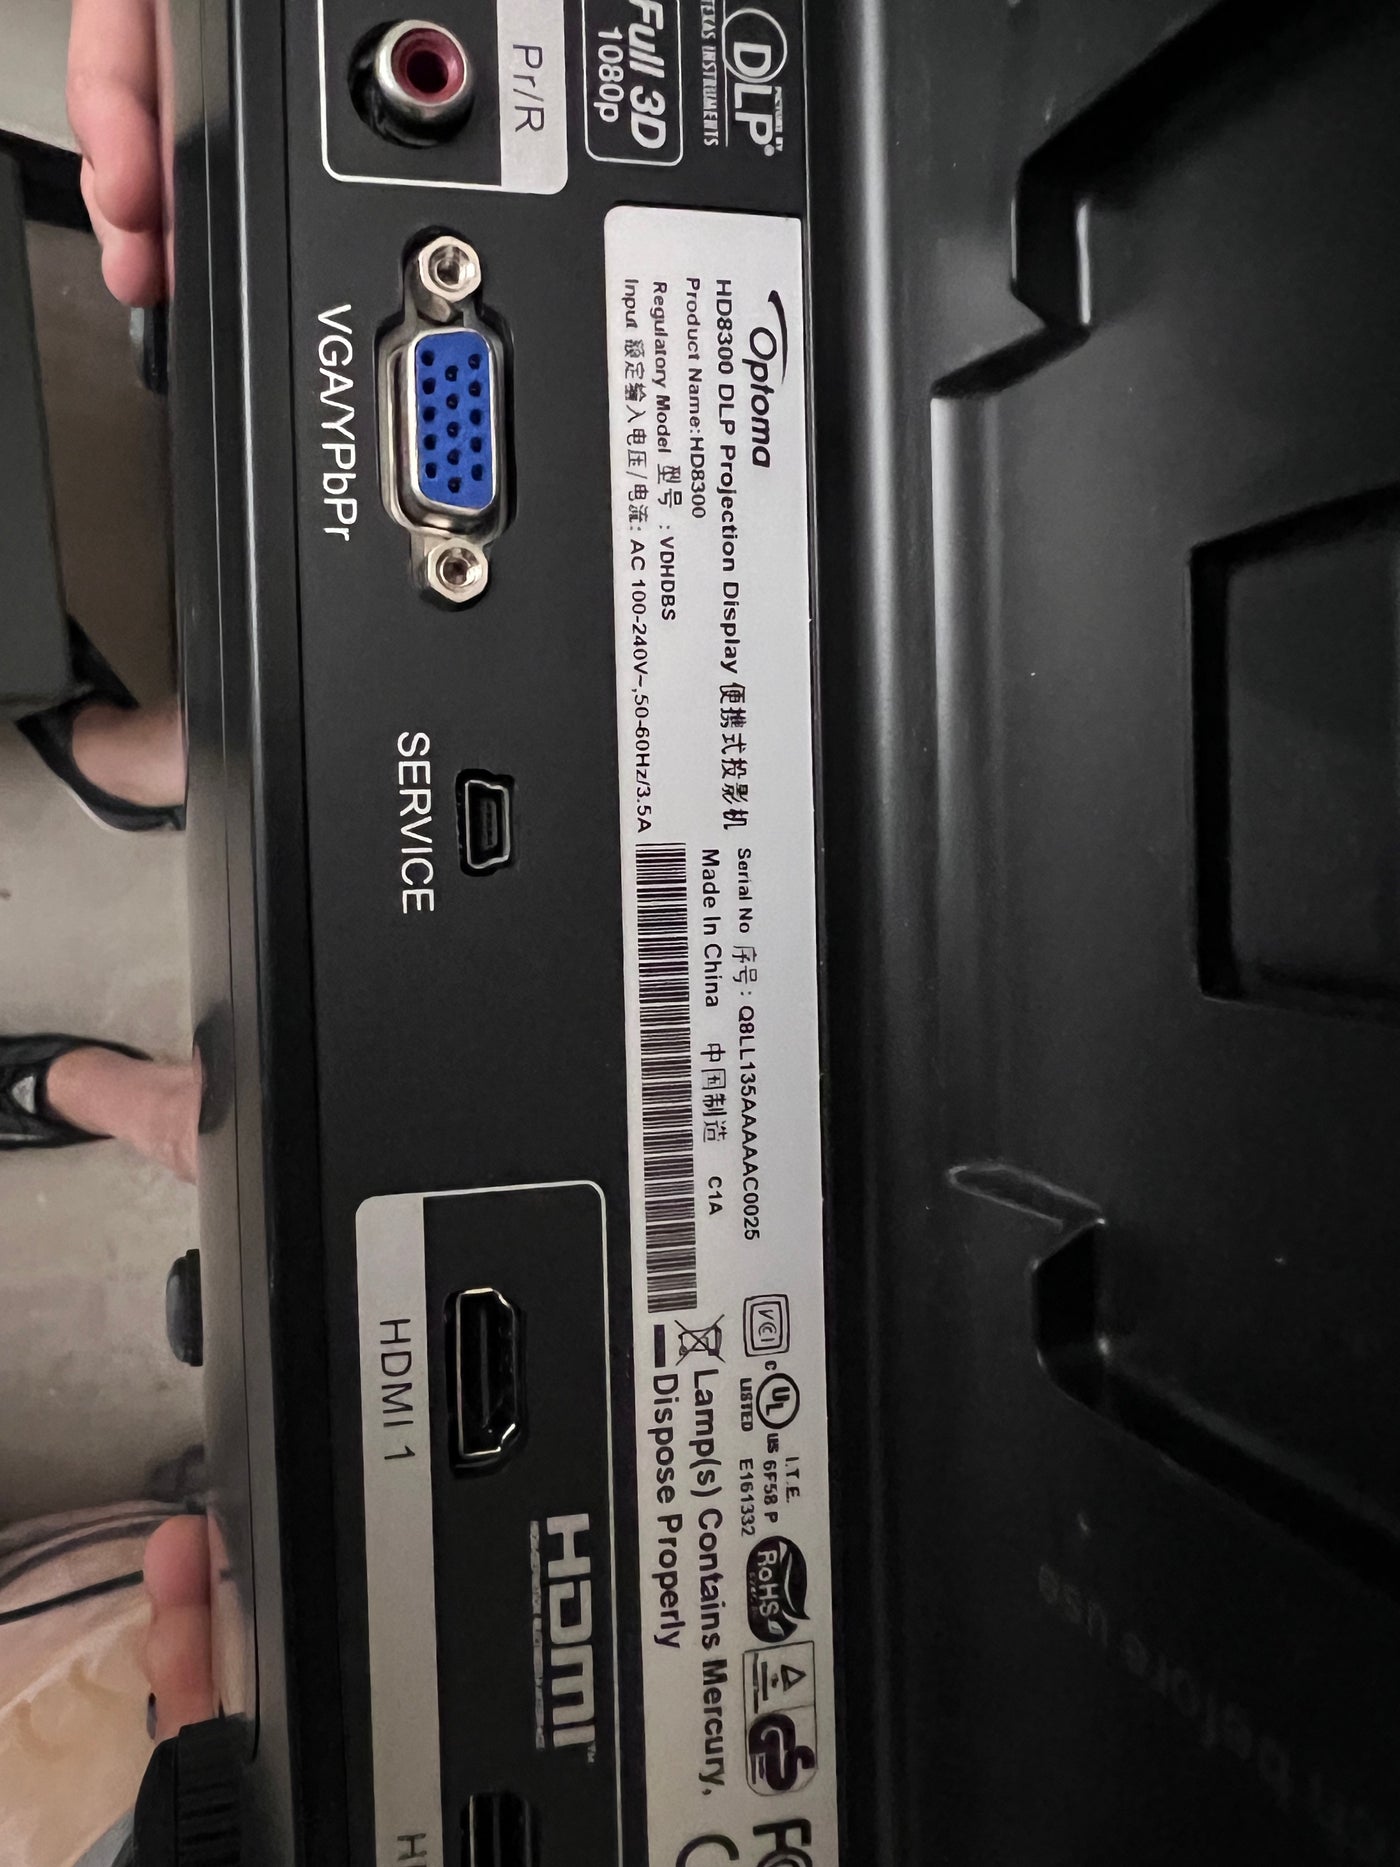 Pr/R
Full 3D
1080p
DLP
TEXAS INSTRUMENTS
VGA/YPbPr
SERVICE
Optoma
HD8300 DLP Projection Display 便携式投影机
Product Name:HD8300
Regulatory Model 型号 : VDHDBS
Input 额定输入电压/电流: AC 100-240V~,50-60Hz/3.5A
Serial No 序号: Q8LL135AAAAAC0025
Made In China 中国制造 C1A
VCI
c UL us
LISTED
I.T.E.
6F58 P
E161332
RoHS
Lamp(s) Contains Mercury,
Dispose Properly
HDMI 1
HDMI™